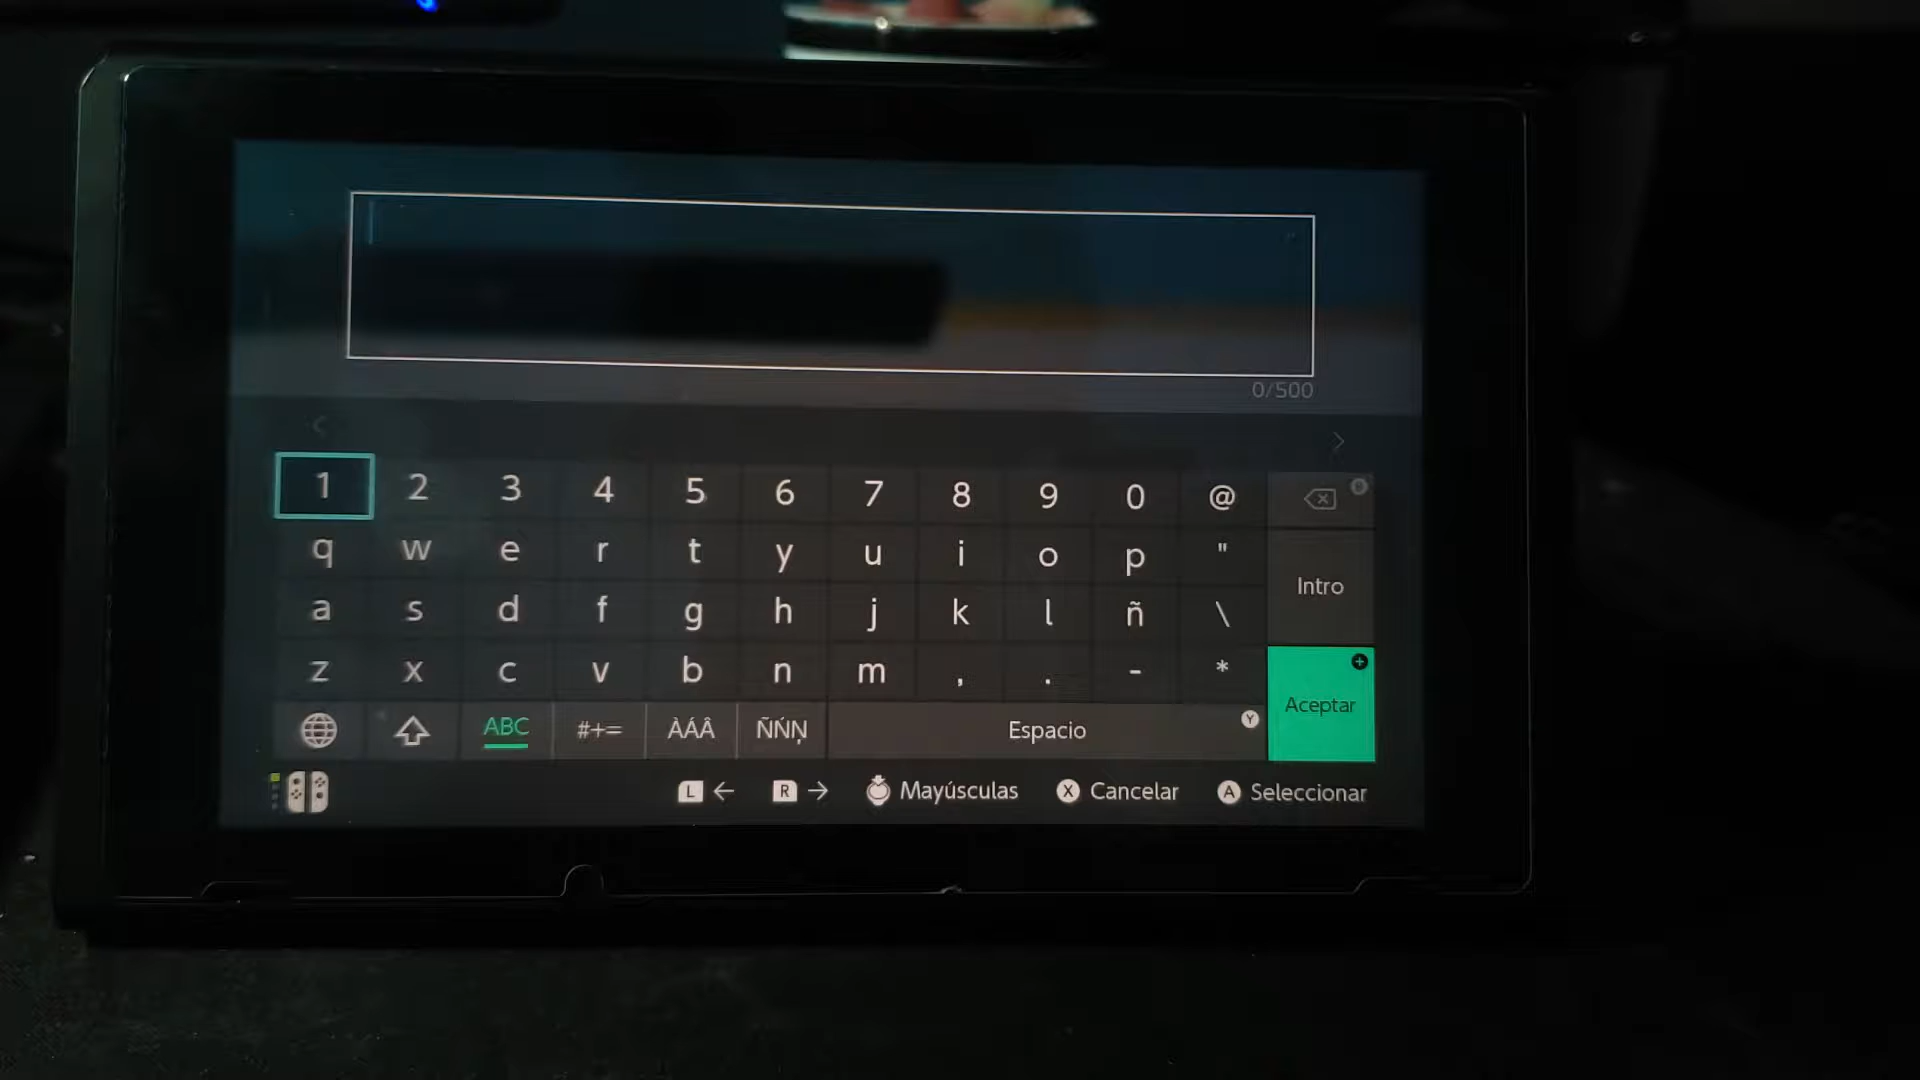 0/500
1 2 3 4 5 6 7 8 9 0 @
q w e r t y u i o p "
Intro
a s d f g h j k l ñ \
z x c v b n m , . - *
Aceptar
ABC #+= ÀÁÂ ÑŃŅ Espacio Y
L ← R → Mayúsculas X Cancelar A Seleccionar